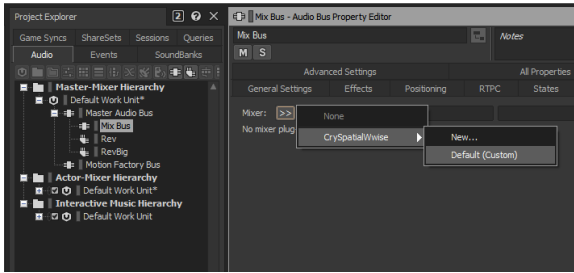 Project Explorer
2
Mix Bus - Audio Bus Property Editor
Game Syncs ShareSets Sessions Queries
Mix Bus
Notes
Audio Events SoundBanks
M S
Advanced Settings All Properties
Master-Mixer Hierarchy
General Settings Effects Positioning RTPC States
Default Work Unit*
Master Audio Bus
Mixer: >> None
Mix Bus
No mixer plug
CrySpatialWwise New...
Rev
Default (Custom)
RevBig
Motion Factory Bus
Actor-Mixer Hierarchy
Default Work Unit*
Interactive Music Hierarchy
Default Work Unit